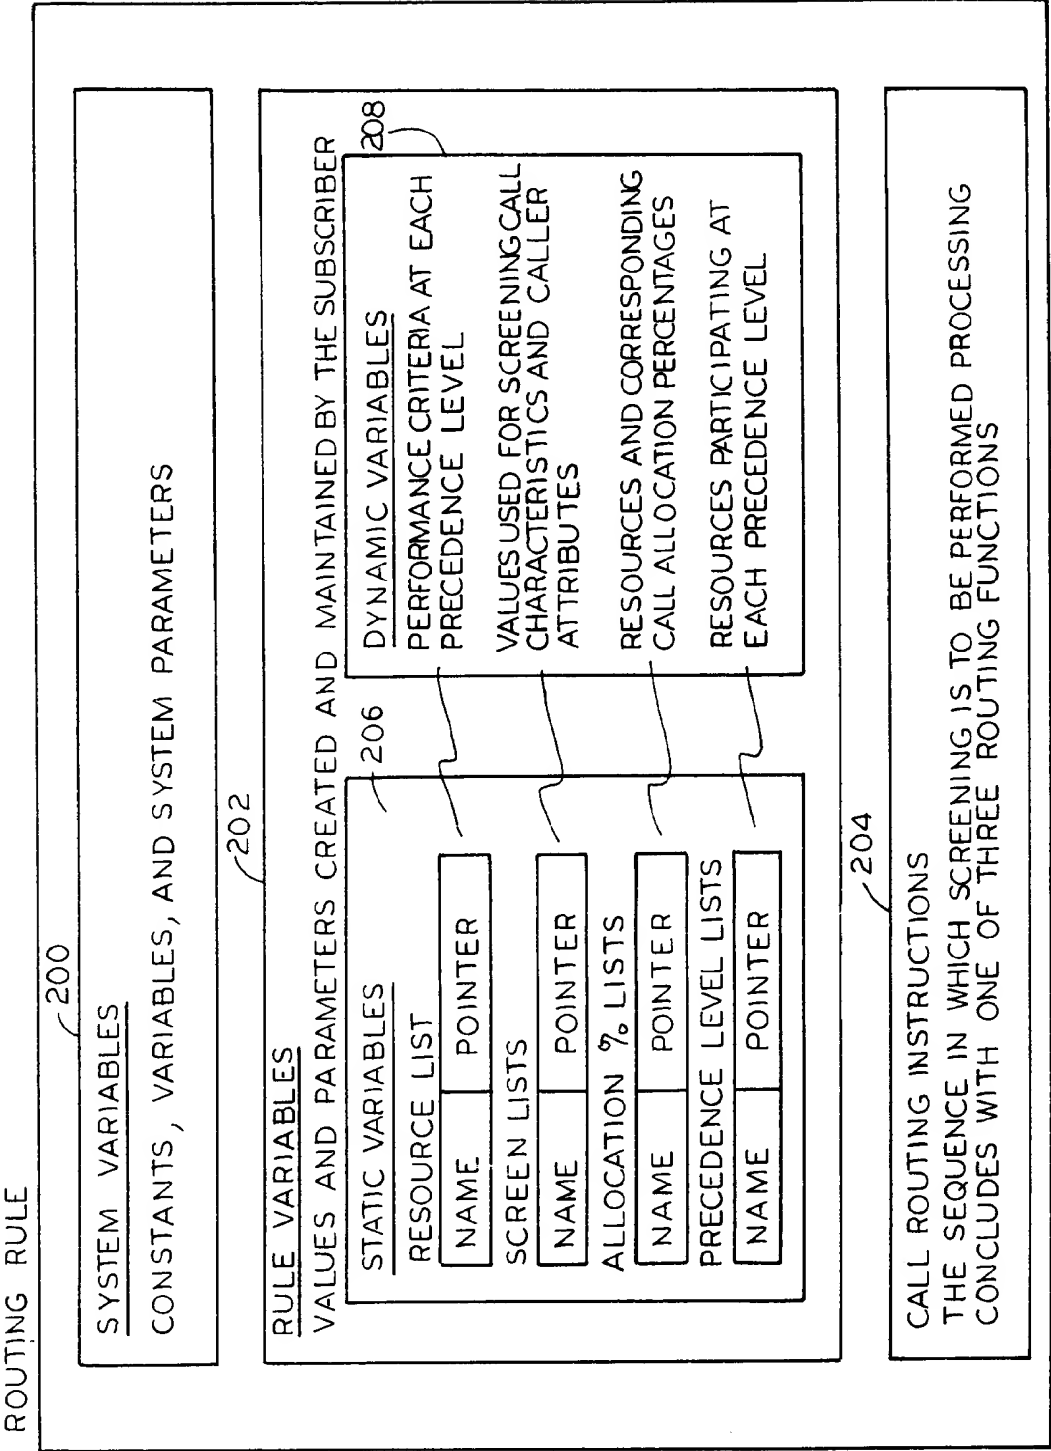 ROUTING RULE
200
SYSTEM VARIABLES
CONSTANTS, VARIABLES, AND SYSTEM PARAMETERS
202
RULE VARIABLES
VALUES AND PARAMETERS CREATED AND MAINTAINED BY THE SUBSCRIBER
206
STATIC VARIABLES
RESOURCE LIST
NAME POINTER
SCREEN LISTS
NAME POINTER
ALLOCATION % LISTS
NAME POINTER
PRECEDENCE LEVEL LISTS
NAME POINTER
208
DYNAMIC VARIABLES
PERFORMANCE CRITERIA AT EACH
PRECEDENCE LEVEL
VALUES USED FOR SCREENING CALL
CHARACTERISTICS AND CALLER
ATTRIBUTES
RESOURCES AND CORRESPONDING
CALL ALLOCATION PERCENTAGES
RESOURCES PARTICIPATING AT
EACH PRECEDENCE LEVEL
204
CALL ROUTING INSTRUCTIONS
THE SEQUENCE IN WHICH SCREENING IS TO BE PERFORMED PROCESSING
CONCLUDES WITH ONE OF THREE ROUTING FUNCTIONS